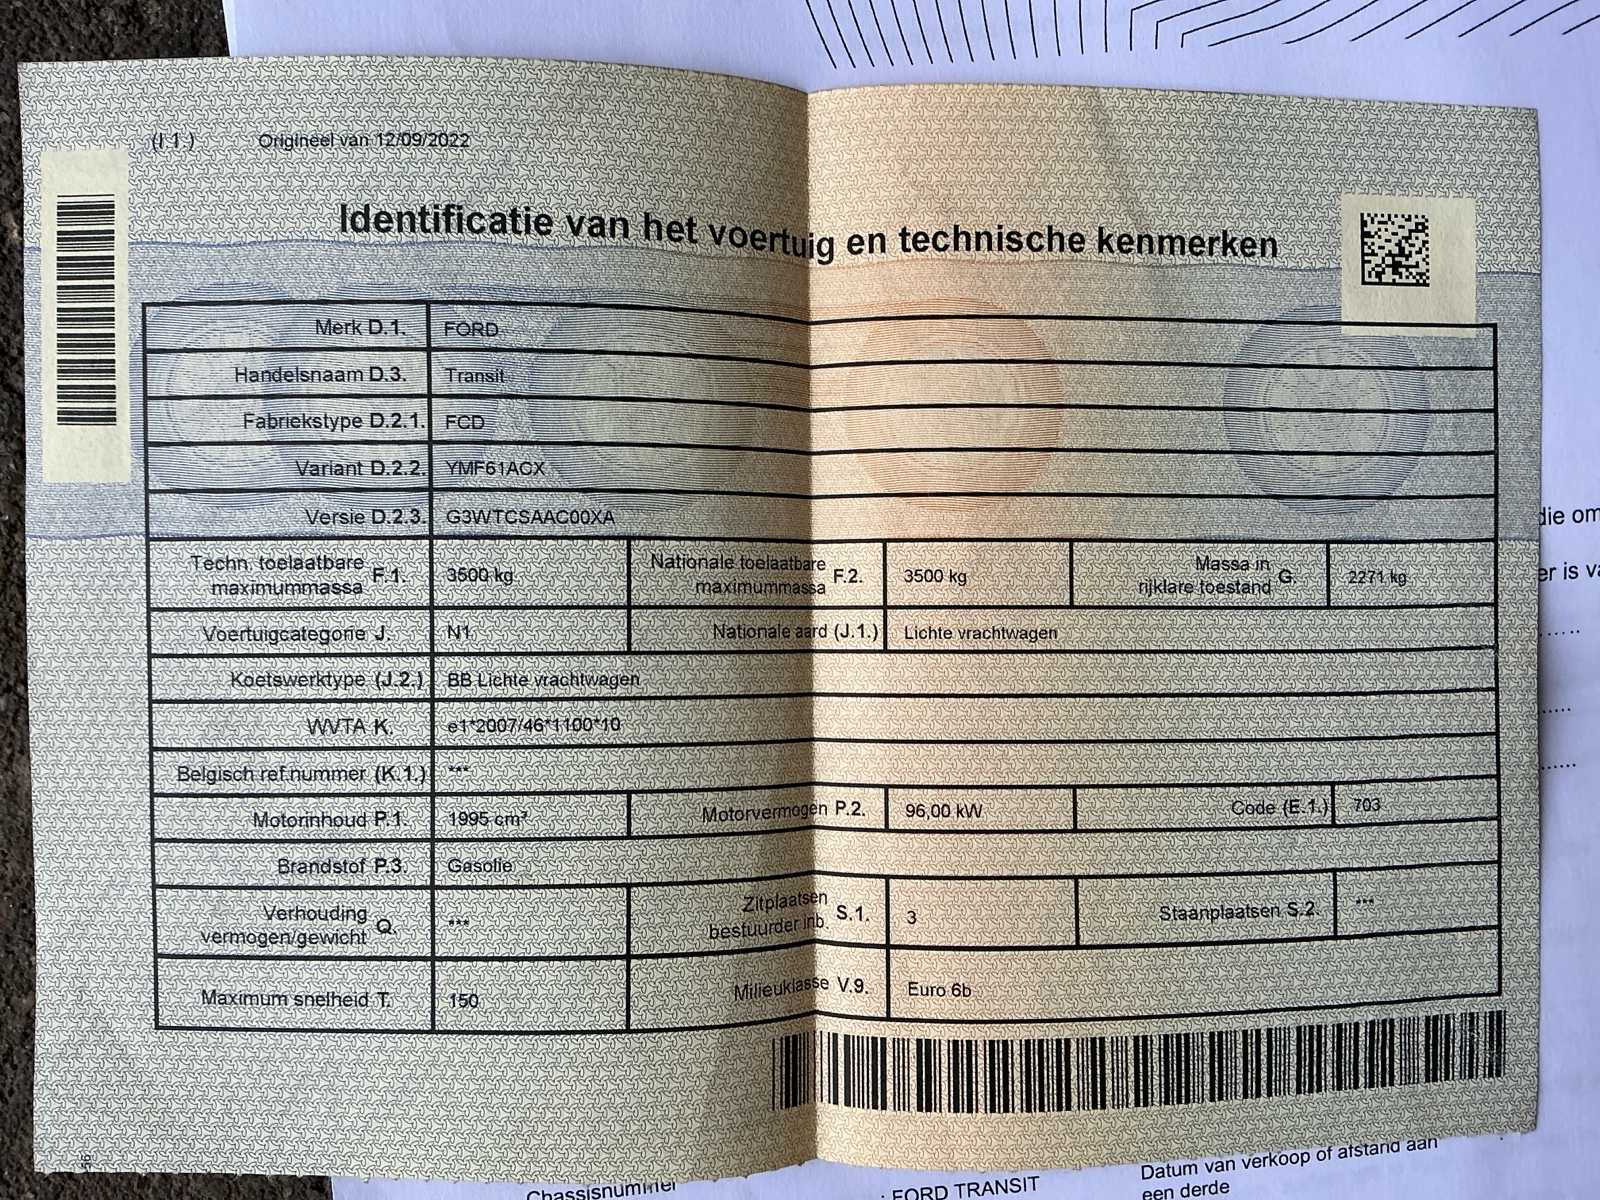 (I 1.) Origineel van 12/09/2022
Identificatie van het voertuig en technische kenmerken
Merk D.1. FORD
Handelsnaam D.3. Transit
Fabriekstype D.2.1. FCD
Variant D.2.2. YMF61AGX
Versie D.2.3. G3WTCSAAC00XA
Techn. toelaatbare maximummassa F.1. 3500 kg Nationale toelaatbare maximummassa F.2. 3500 kg Massa in rijklare toestand G. 2271 kg
Voertuigcategorie J. N1 Nationale aard (J.1.) Lichte vrachtwagen
Koetswerktype (J.2.) BB Lichte vrachtwagen
WVTA K. e1*2007/46*1100*10
Belgisch ref.nummer (K.1.) ***
Motorinhoud P.1. 1995 cm³ Motorvermogen P.2. 96,00 kW Code (E.1.) 703
Brandstof P.3. Gasolie
Verhouding vermogen/gewicht Q. *** Zitplaatsen bestuurder inb. S.1. 3 Staanplaatsen S.2. ***
Maximum snelheid T. 150 Milieuklasse V.9. Euro 6b
die om
er is va
.....
.....
.....
56
Chassisnummer : FORD TRANSIT Datum van verkoop of afstand aan
een derde